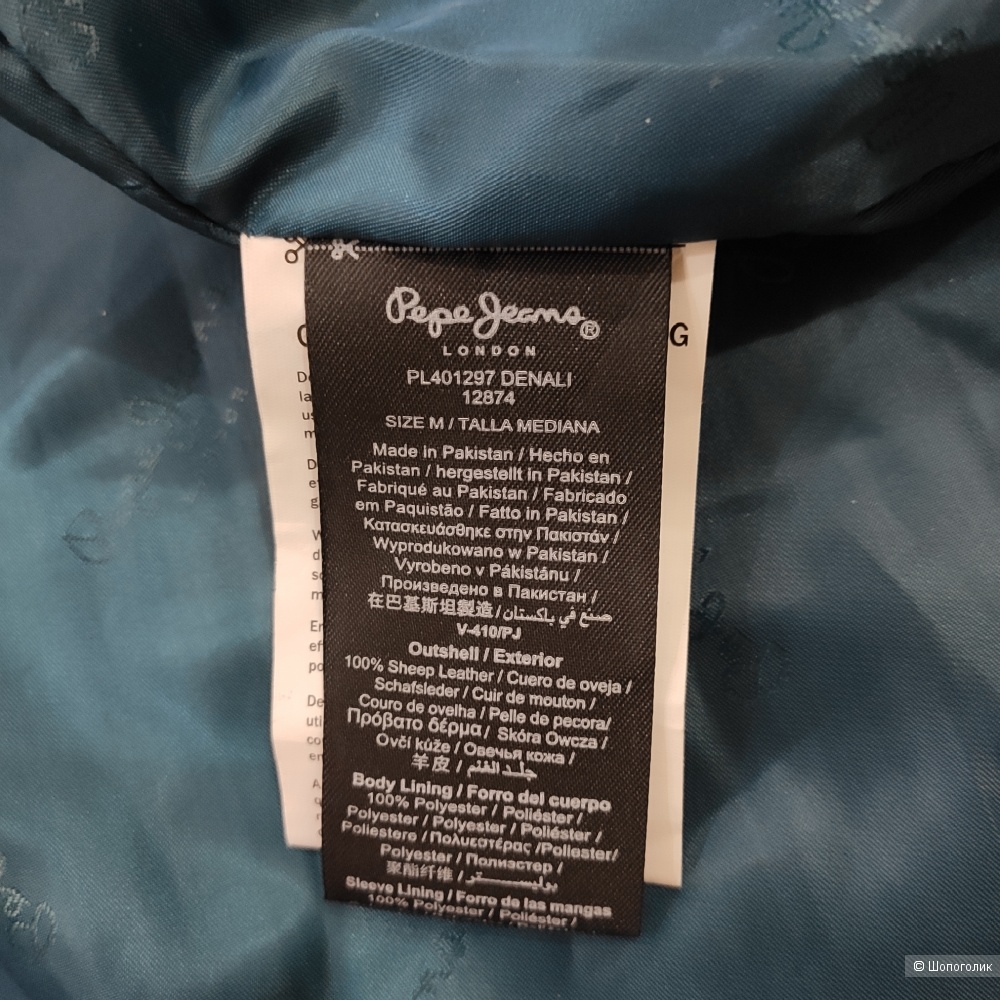 Pepe Jeans®
LONDON
PL401297 DENALI
12874
SIZE M / TALLA MEDIANA
Made in Pakistan / Hecho en
Pakistan / hergestellt in Pakistan /
Fabriqué au Pakistan / Fabricado
em Paquistão / Fatto in Pakistan /
Κατασκευάσθηκε στην Πακιστάν /
Wyprodukowano w Pakistan /
Vyrobeno v Pákistánu /
Произведено в Пакистан /
在巴基斯坦製造 / صنع في باكستان
V-410/PJ
Outshell / Exterior
100% Sheep Leather / Cuero de oveja /
Schafsleder / Cuir de mouton /
Couro de ovelha / Pelle de pecora/
Πρόβατο δέρμα / Skóra Owcza /
Ovčí kůže / Овечья кожа /
羊皮 / جلد الغنم
Body Lining / Forro del cuerpo
100% Polyester / Poliéster /
Polyester / Polyester / Poliéster /
Poliestere / Πολυεστέρας /Poliester/
Polyester / Полиэстер /
聚酯纤维 / بوليستر
Sleeve Lining / Forro de las mangas
100% Polyester / Poliéster /
G
© Шопоголик